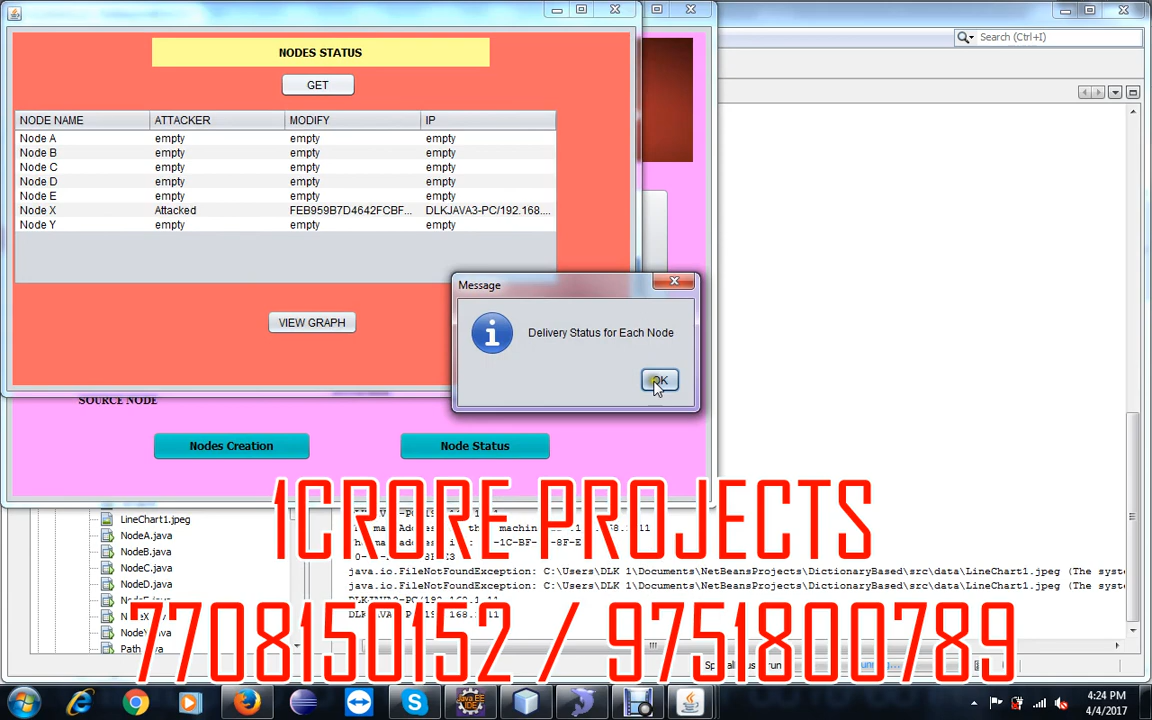 Search (Ctrl+I)
NODES STATUS
GET
NODE NAME ATTACKER MODIFY IP
Node A empty empty empty
Node B empty empty empty
Node C empty empty empty
Node D empty empty empty
Node E empty empty empty
Node X Attacked FEB959B7D4642FCBF... DLKJAVA3-PC/192.168....
Node Y empty empty empty
VIEW GRAPH
Message
Delivery Status for Each Node
OK
SOURCE NODE
Nodes Creation
Node Status
1CRORE PROJECTS
LineChart1.jpeg
NodeA.java
NodeB.java
NodeC.java
NodeD.java
java.io.FileNotFoundException: C:\Users\DLK 1\Documents\NetBeansProjects\DictionaryBased\src\data\LineChart1.jpeg (The syste
java.io.FileNotFoundException: C:\Users\DLK 1\Documents\NetBeansProjects\DictionaryBased\src\data\LineChart1.jpeg (The syste
7708150152 / 9751800789
Path.java
4:24 PM
4/4/2017